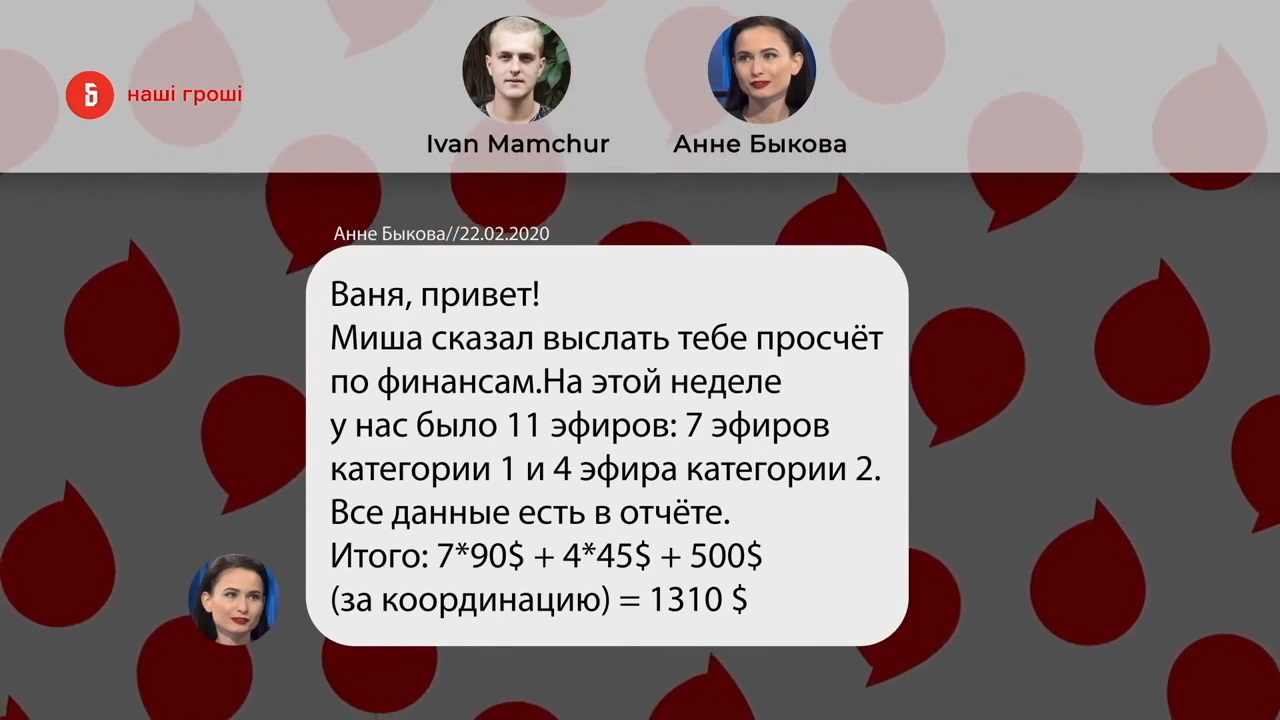 Б наші гроші
Ivan Mamchur
Анне Быкова
Анне Быкова//22.02.2020
Ваня, привет!
Миша сказал выслать тебе просчёт
по финансам.На этой неделе
у нас было 11 эфиров: 7 эфиров
категории 1 и 4 эфира категории 2.
Все данные есть в отчёте.
Итого: 7*90$ + 4*45$ + 500$
(за координацию) = 1310 $